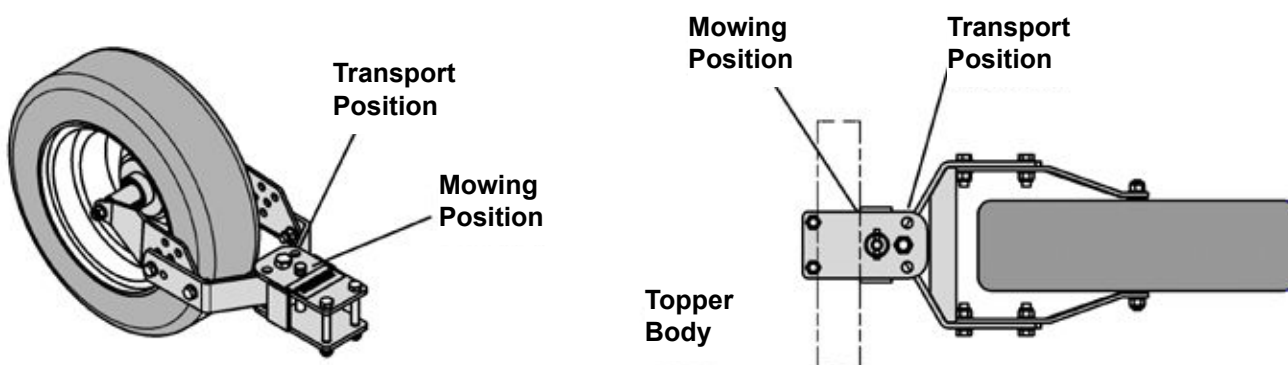 Transport
Position
Mowing
Position
Mowing
Position
Transport
Position
Topper
Body